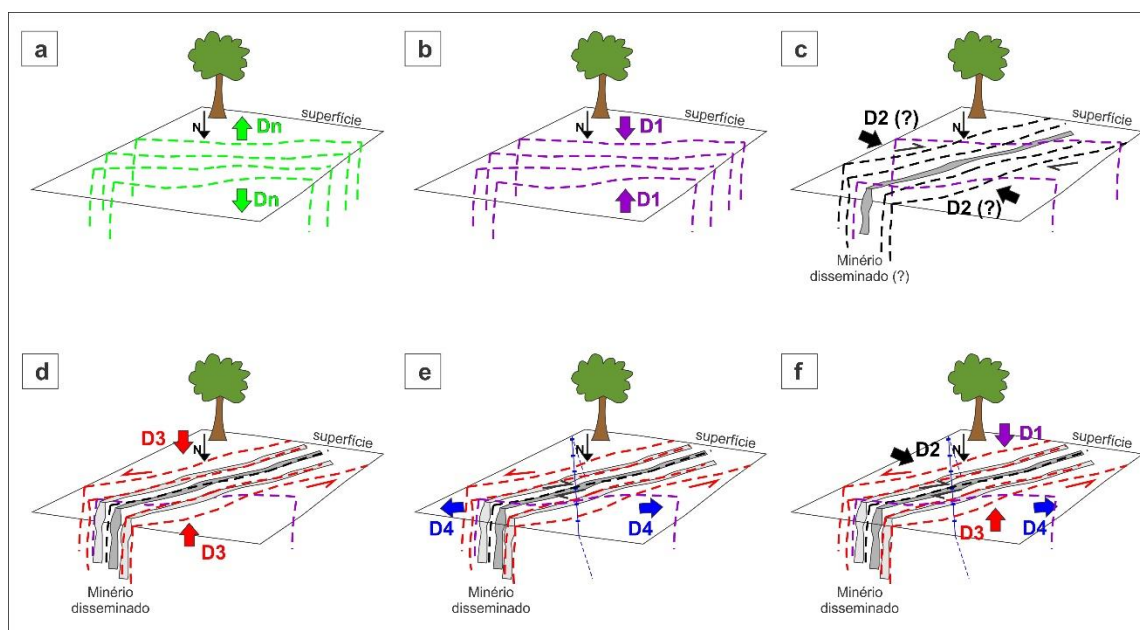 a
superfície
N
Dn
Dn
b
superfície
N
D1
D1
c
superfície
D2 (?)
N
D2 (?)
Minério
disseminado (?)
d
superfície
D3
N
D3
Minério
disseminado
e
superfície
N
D4
D4
Minério
disseminado
f
superfície
D1
D2
N
D3
D4
Minério
disseminado